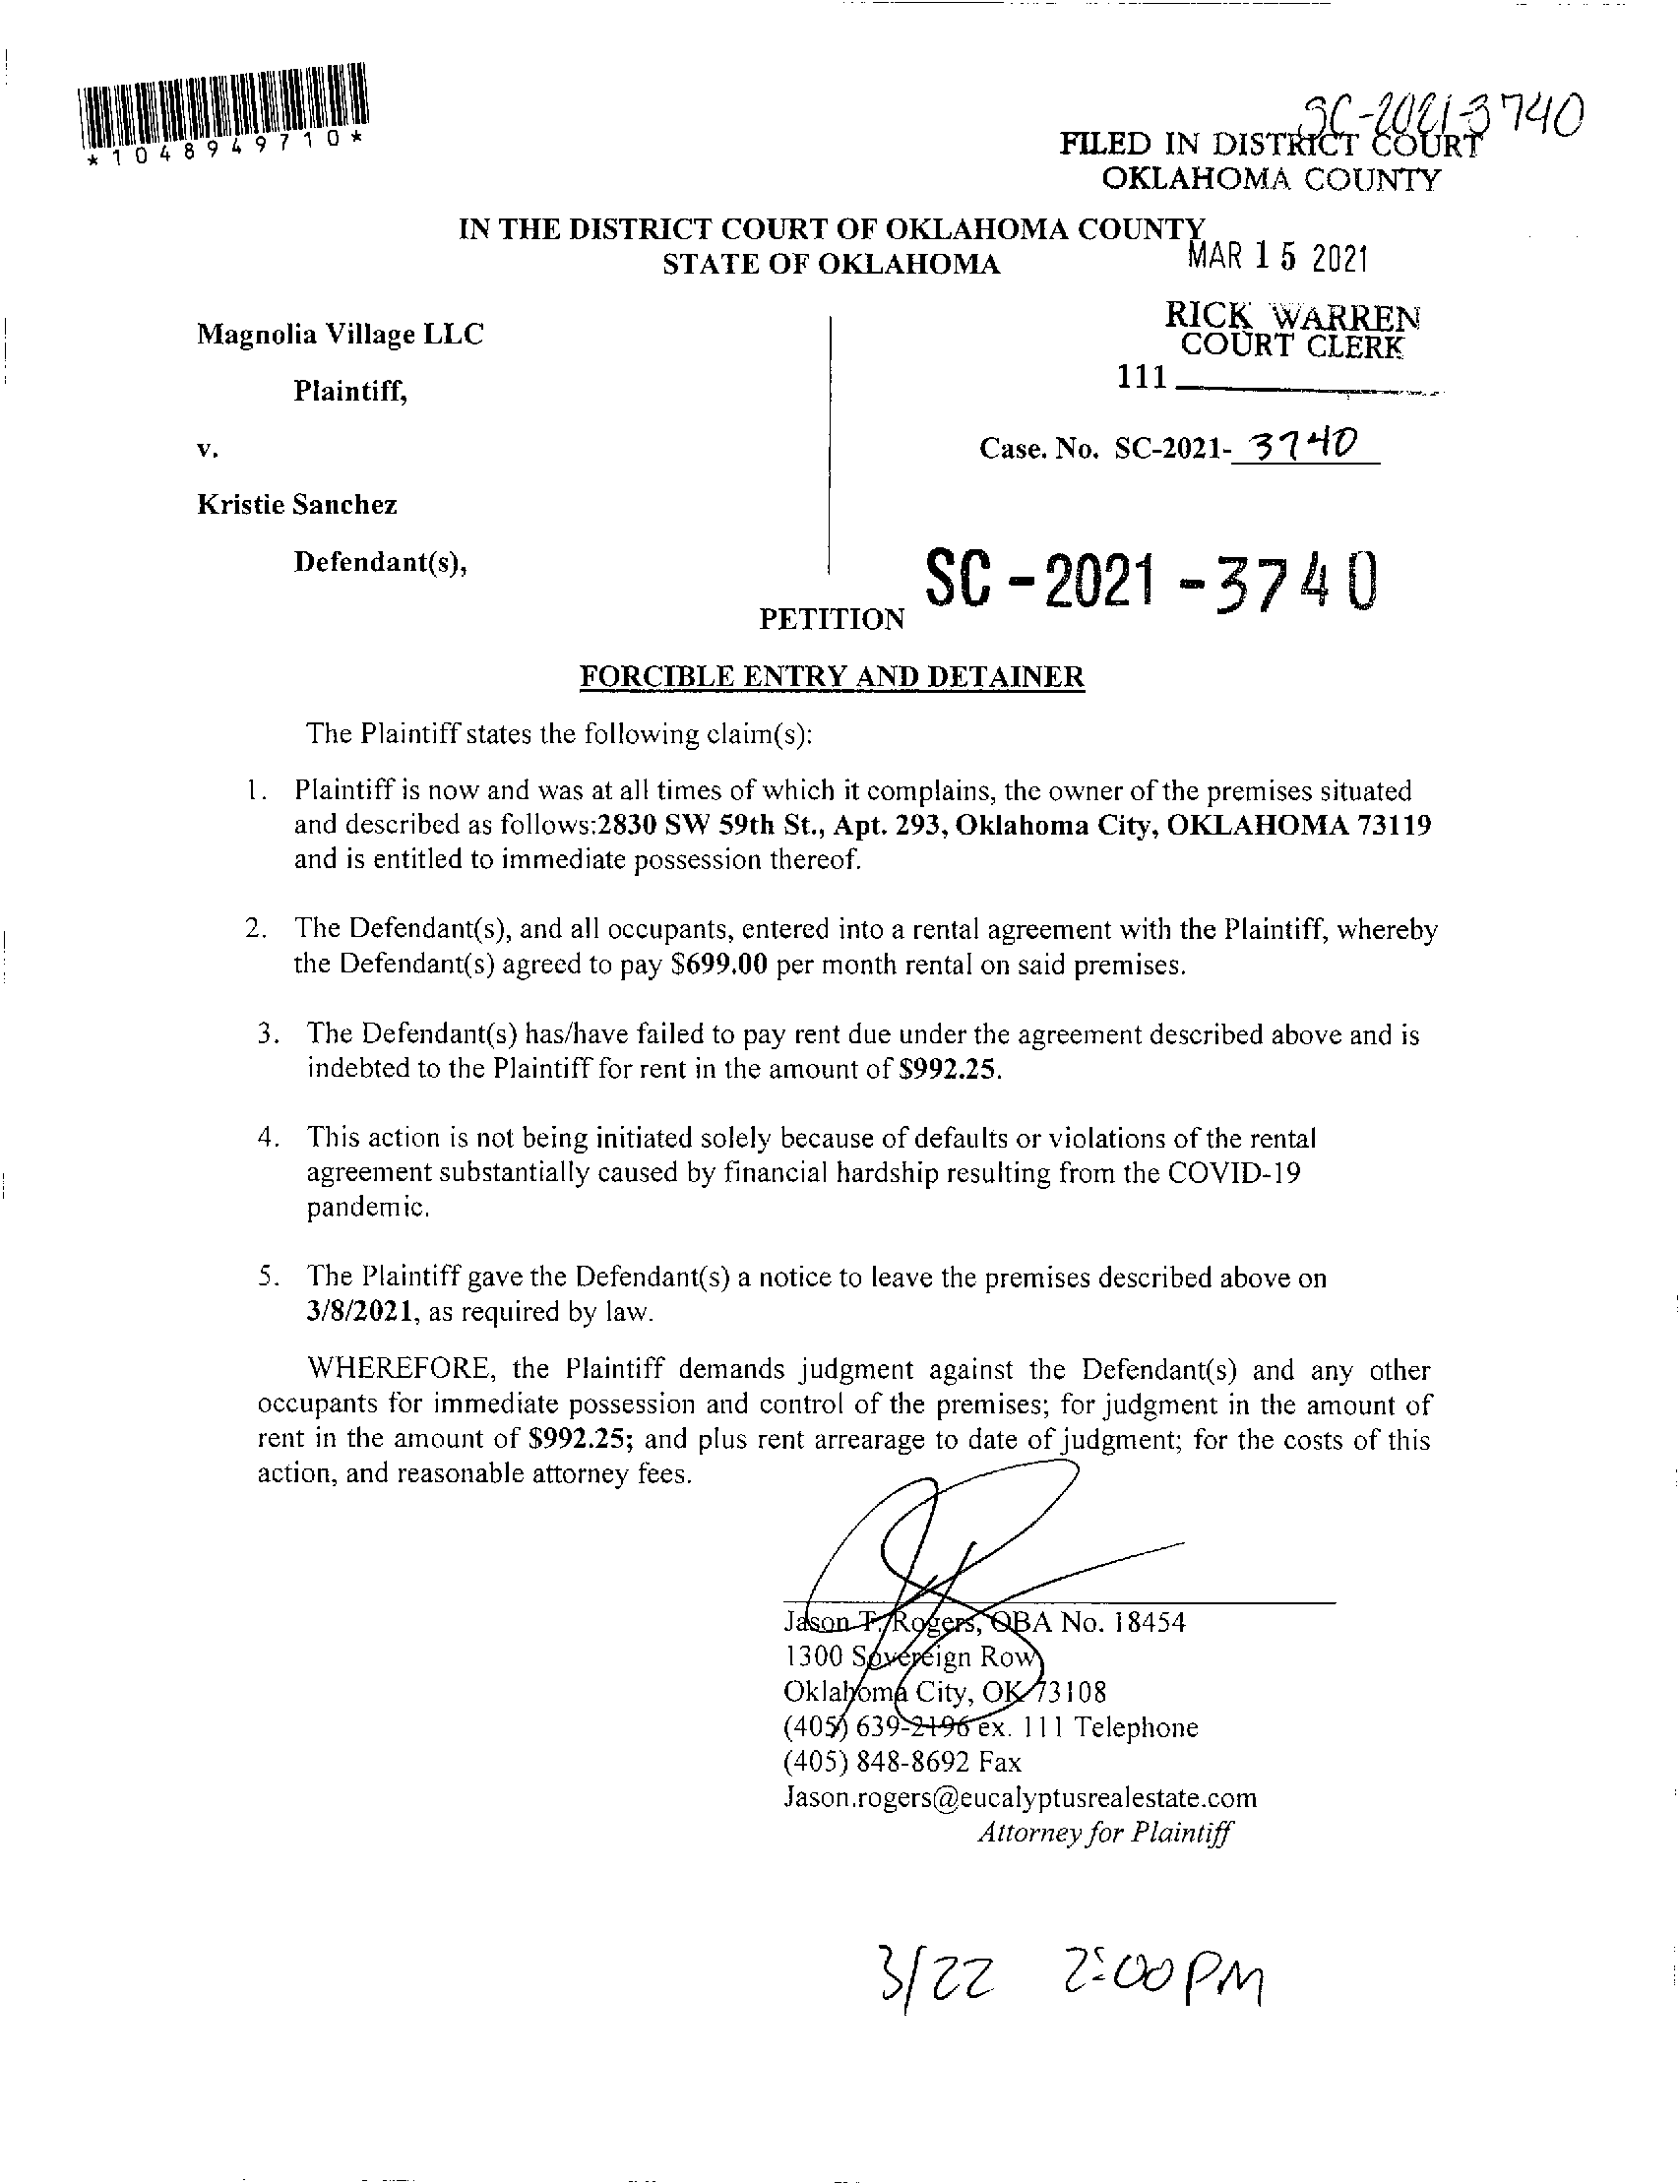 *1048949710*
SC-2021-3740
FILED IN DISTRICT COURT
OKLAHOMA COUNTY
IN THE DISTRICT COURT OF OKLAHOMA COUNTY
STATE OF OKLAHOMA
MAR 15 2021
RICK WARREN
COURT CLERK
111
Magnolia Village LLC
Plaintiff,
v.
Case. No. SC-2021- 3740
Kristie Sanchez
Defendant(s),
SC-2021-3740
PETITION
FORCIBLE ENTRY AND DETAINER
The Plaintiff states the following claim(s):
1. Plaintiff is now and was at all times of which it complains, the owner of the premises situated
and described as follows:2830 SW 59th St., Apt. 293, Oklahoma City, OKLAHOMA 73119
and is entitled to immediate possession thereof.
2. The Defendant(s), and all occupants, entered into a rental agreement with the Plaintiff, whereby
the Defendant(s) agreed to pay $699.00 per month rental on said premises.
3. The Defendant(s) has/have failed to pay rent due under the agreement described above and is
indebted to the Plaintiff for rent in the amount of $992.25.
4. This action is not being initiated solely because of defaults or violations of the rental
agreement substantially caused by financial hardship resulting from the COVID-19
pandemic.
5. The Plaintiff gave the Defendant(s) a notice to leave the premises described above on
3/8/2021, as required by law.
WHEREFORE, the Plaintiff demands judgment against the Defendant(s) and any other
occupants for immediate possession and control of the premises; for judgment in the amount of
rent in the amount of $992.25; and plus rent arrearage to date of judgment; for the costs of this
action, and reasonable attorney fees.
Jason T. Rogers, OBA No. 18454
1300 Sovereign Row
Oklahoma City, OK 73108
(405) 639-2196 ex. 111 Telephone
(405) 848-8692 Fax
Jason.rogers@eucalyptusrealestate.com
Attorney for Plaintiff
3/22 2:00 PM